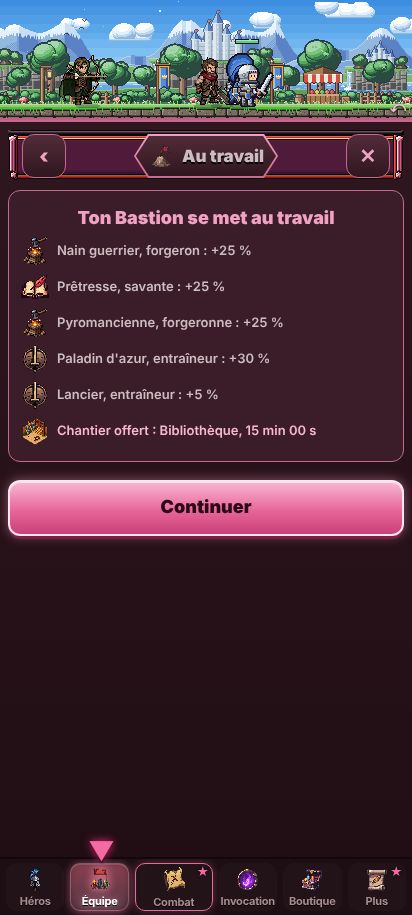 ‹
Au travail
✕
Ton Bastion se met au travail
Nain guerrier, forgeron : +25 %
Prêtresse, savante : +25 %
Pyromancienne, forgeronne : +25 %
Paladin d'azur, entraîneur : +30 %
Lancier, entraîneur : +5 %
Chantier offert : Bibliothèque, 15 min 00 s
Continuer
Héros
Équipe
Combat
Invocation
Boutique
Plus